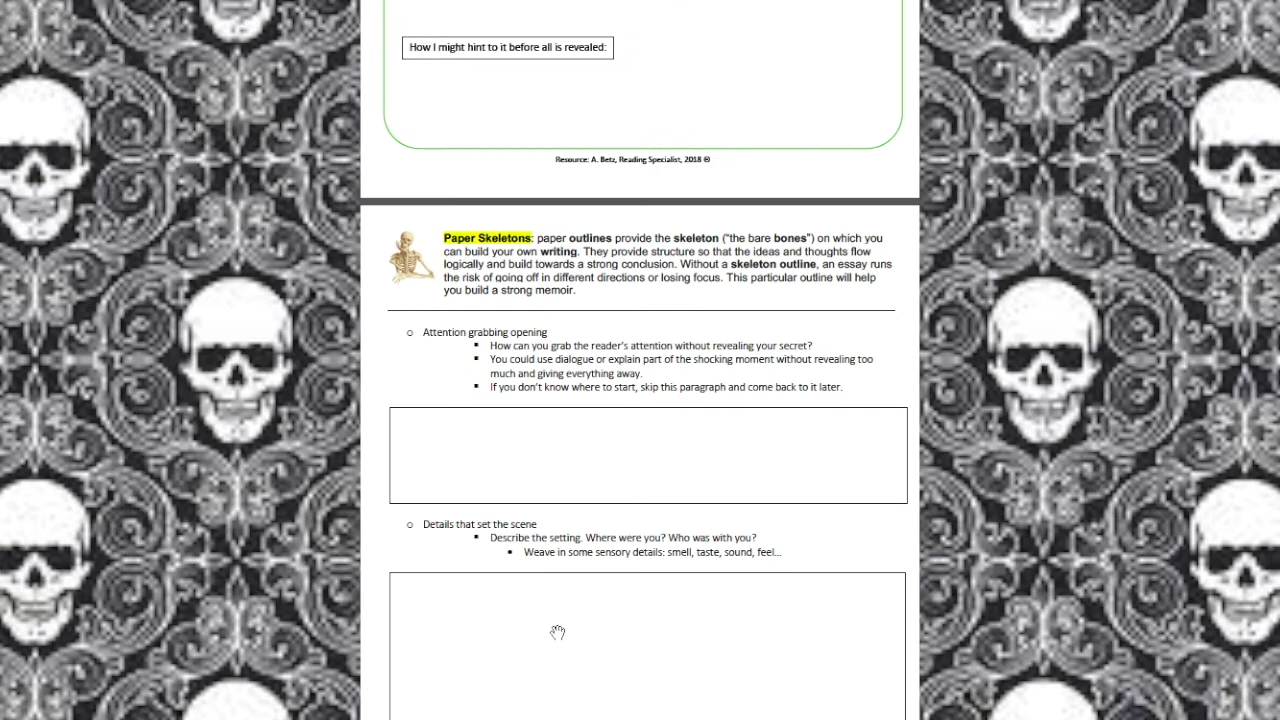 How I might hint to it before all is revealed:
Resource: A. Betz, Reading Specialist, 2018 ©
Paper Skeletons: paper outlines provide the skeleton ("the bare bones") on which you
can build your own writing. They provide structure so that the ideas and thoughts flow
logically and build towards a strong conclusion. Without a skeleton outline, an essay runs
the risk of going off in different directions or losing focus. This particular outline will help
you build a strong memoir.
o Attention grabbing opening
▪ How can you grab the reader's attention without revealing your secret?
▪ You could use dialogue or explain part of the shocking moment without revealing too
much and giving everything away.
▪ If you don't know where to start, skip this paragraph and come back to it later.
o Details that set the scene
▪ Describe the setting. Where were you? Who was with you?
• Weave in some sensory details: smell, taste, sound, feel...